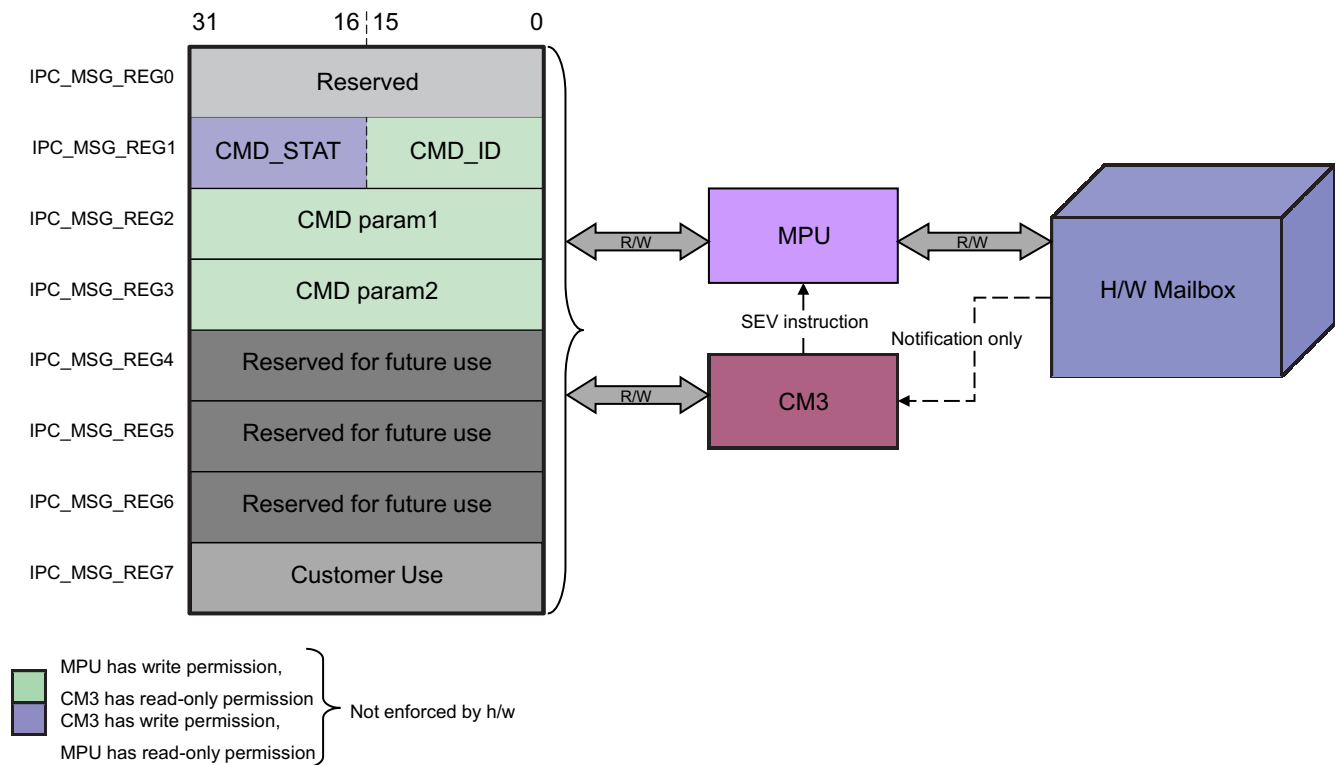 31 16 15 0
IPC_MSG_REG0 Reserved
IPC_MSG_REG1 CMD_STAT CMD_ID
IPC_MSG_REG2 CMD param1
IPC_MSG_REG3 CMD param2
IPC_MSG_REG4 Reserved for future use
IPC_MSG_REG5 Reserved for future use
IPC_MSG_REG6 Reserved for future use
IPC_MSG_REG7 Customer Use
R/W
MPU
R/W
H/W Mailbox
SEV instruction
Notification only
R/W
CM3
MPU has write permission,
CM3 has read-only permission
CM3 has write permission,
MPU has read-only permission
Not enforced by h/w